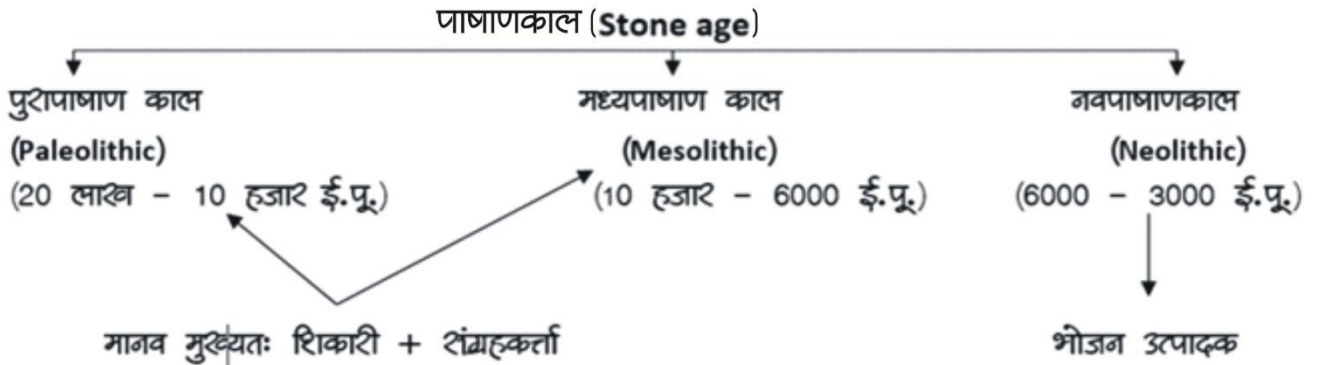 पाषाणकाल (Stone age)
पुरापाषाण काल मध्यपाषाण काल नवपाषाणकाल
(Paleolithic) (Mesolithic) (Neolithic)
(20 लाख – 10 हजार ई.पू.) (10 हजार – 6000 ई.पू.) (6000 – 3000 ई.पू.)
मानव मुख्यतः शिकारी + संग्रहकर्त्ता भोजन उत्पादक